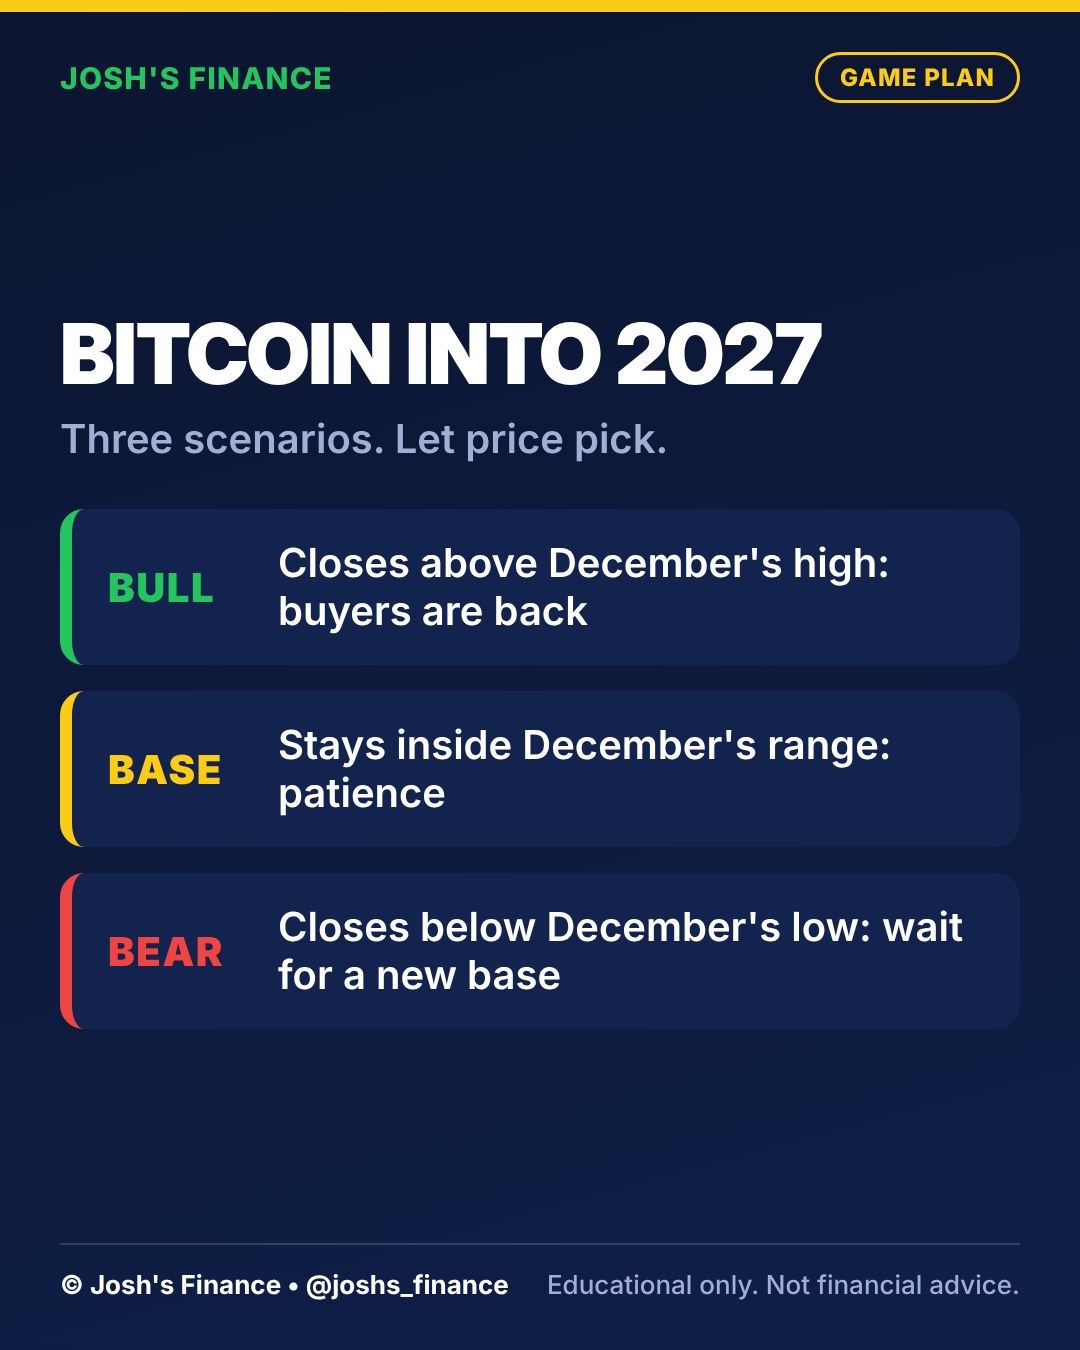 JOSH'S FINANCE
GAME PLAN
BITCOIN INTO 2027
Three scenarios. Let price pick.
BULL
Closes above December's high:
buyers are back
BASE
Stays inside December's range:
patience
BEAR
Closes below December's low: wait
for a new base
© Josh's Finance • @joshs_finance
Educational only. Not financial advice.